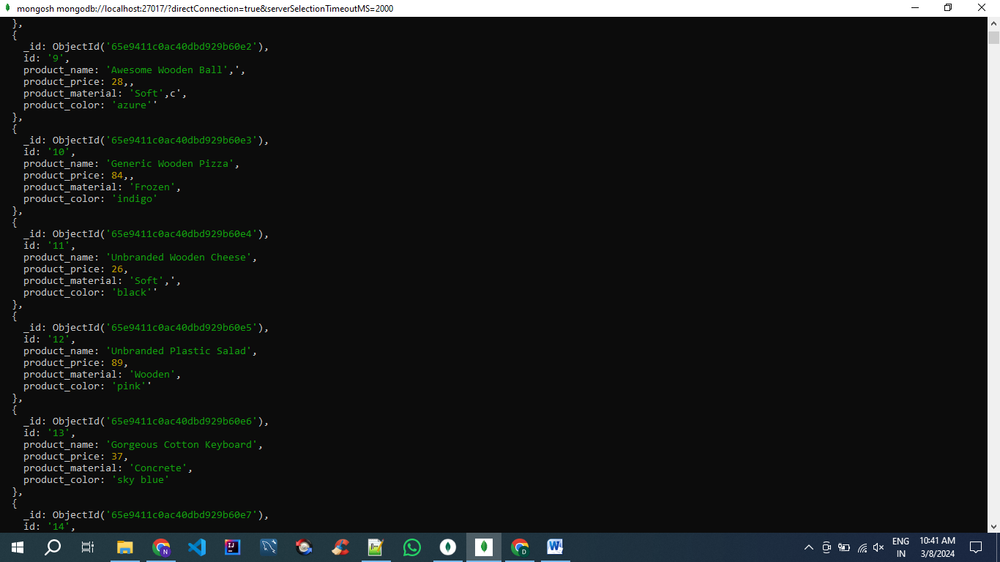 mongosh mongodb://localhost:27017/?directConnection=true&serverSelectionTimeoutMS=2000
},
{
_id: ObjectId('65e9411c0ac40dbd929b60e2'),
id: '9',
product_name: 'Awesome Wooden Ball',',
product_price: 28,,
product_material: 'Soft',c',
product_color: 'azure''
},
{
_id: ObjectId('65e9411c0ac40dbd929b60e3'),
id: '10',
product_name: 'Generic Wooden Pizza',
product_price: 84,,
product_material: 'Frozen',
product_color: 'indigo'
},
{
_id: ObjectId('65e9411c0ac40dbd929b60e4'),
id: '11',
product_name: 'Unbranded Wooden Cheese',
product_price: 26,
product_material: 'Soft',',
product_color: 'black''
},
{
_id: ObjectId('65e9411c0ac40dbd929b60e5'),
id: '12',
product_name: 'Unbranded Plastic Salad',
product_price: 89,
product_material: 'Wooden',
product_color: 'pink''
},
{
_id: ObjectId('65e9411c0ac40dbd929b60e6'),
id: '13',
product_name: 'Gorgeous Cotton Keyboard',
product_price: 37,
product_material: 'Concrete',
product_color: 'sky blue'
},
{
_id: ObjectId('65e9411c0ac40dbd929b60e7'),
id: '14',
ENG 10:41 AM
IN 3/8/2024